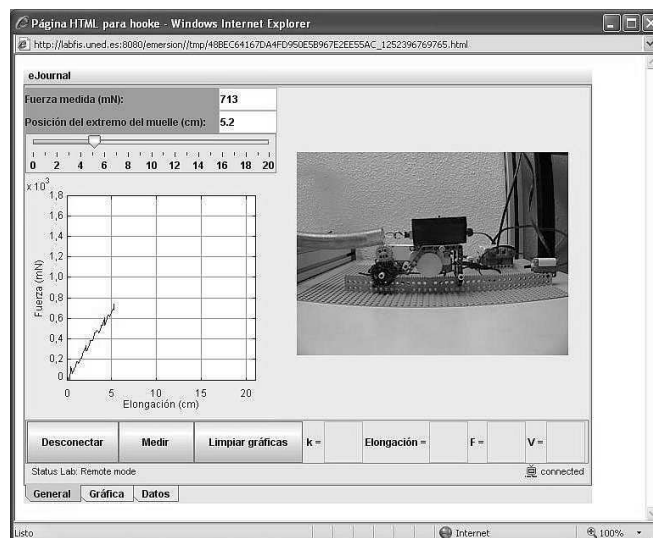 Página HTML para hooke - Windows Internet Explorer
http://labfis.uned.es:8080/emersion//tmp/48BEC64167DA4FD950E5B967E2EE55AC_1252396769765.html
eJournal
Fuerza medida (mN): 713
Posición del extremo del muelle (cm): 5.2
0 2 4 6 8 10 12 14 16 18 20
x 10³
1,8
1,6
1,4
1,2
1,0
0,8
0,6
0,4
0,2
0
Fuerza (mN)
0 5 10 15 20
Elongación (cm)
Desconectar Medir Limpiar gráficas k = Elongación = F = V =
Status Lab: Remote mode connected
General Gráfica Datos
Listo Internet 100%